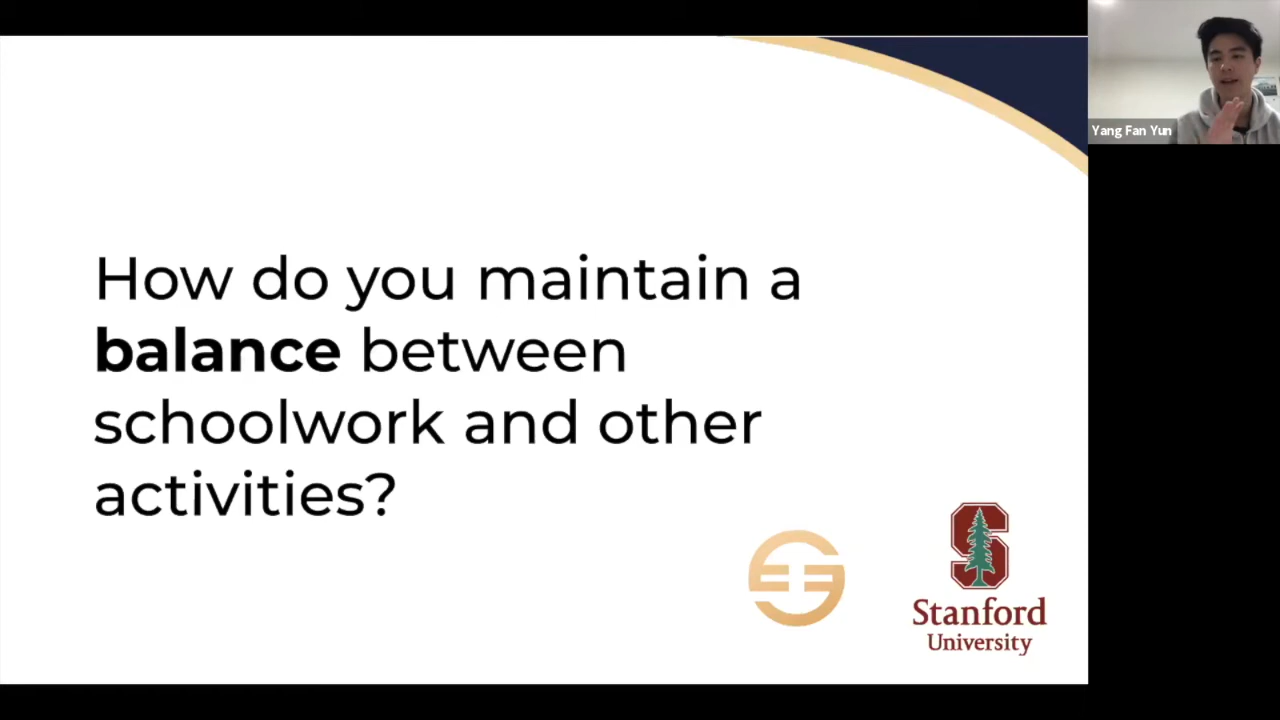 Yang Fan Yun
How do you maintain a
balance between
schoolwork and other
activities?
Stanford
University